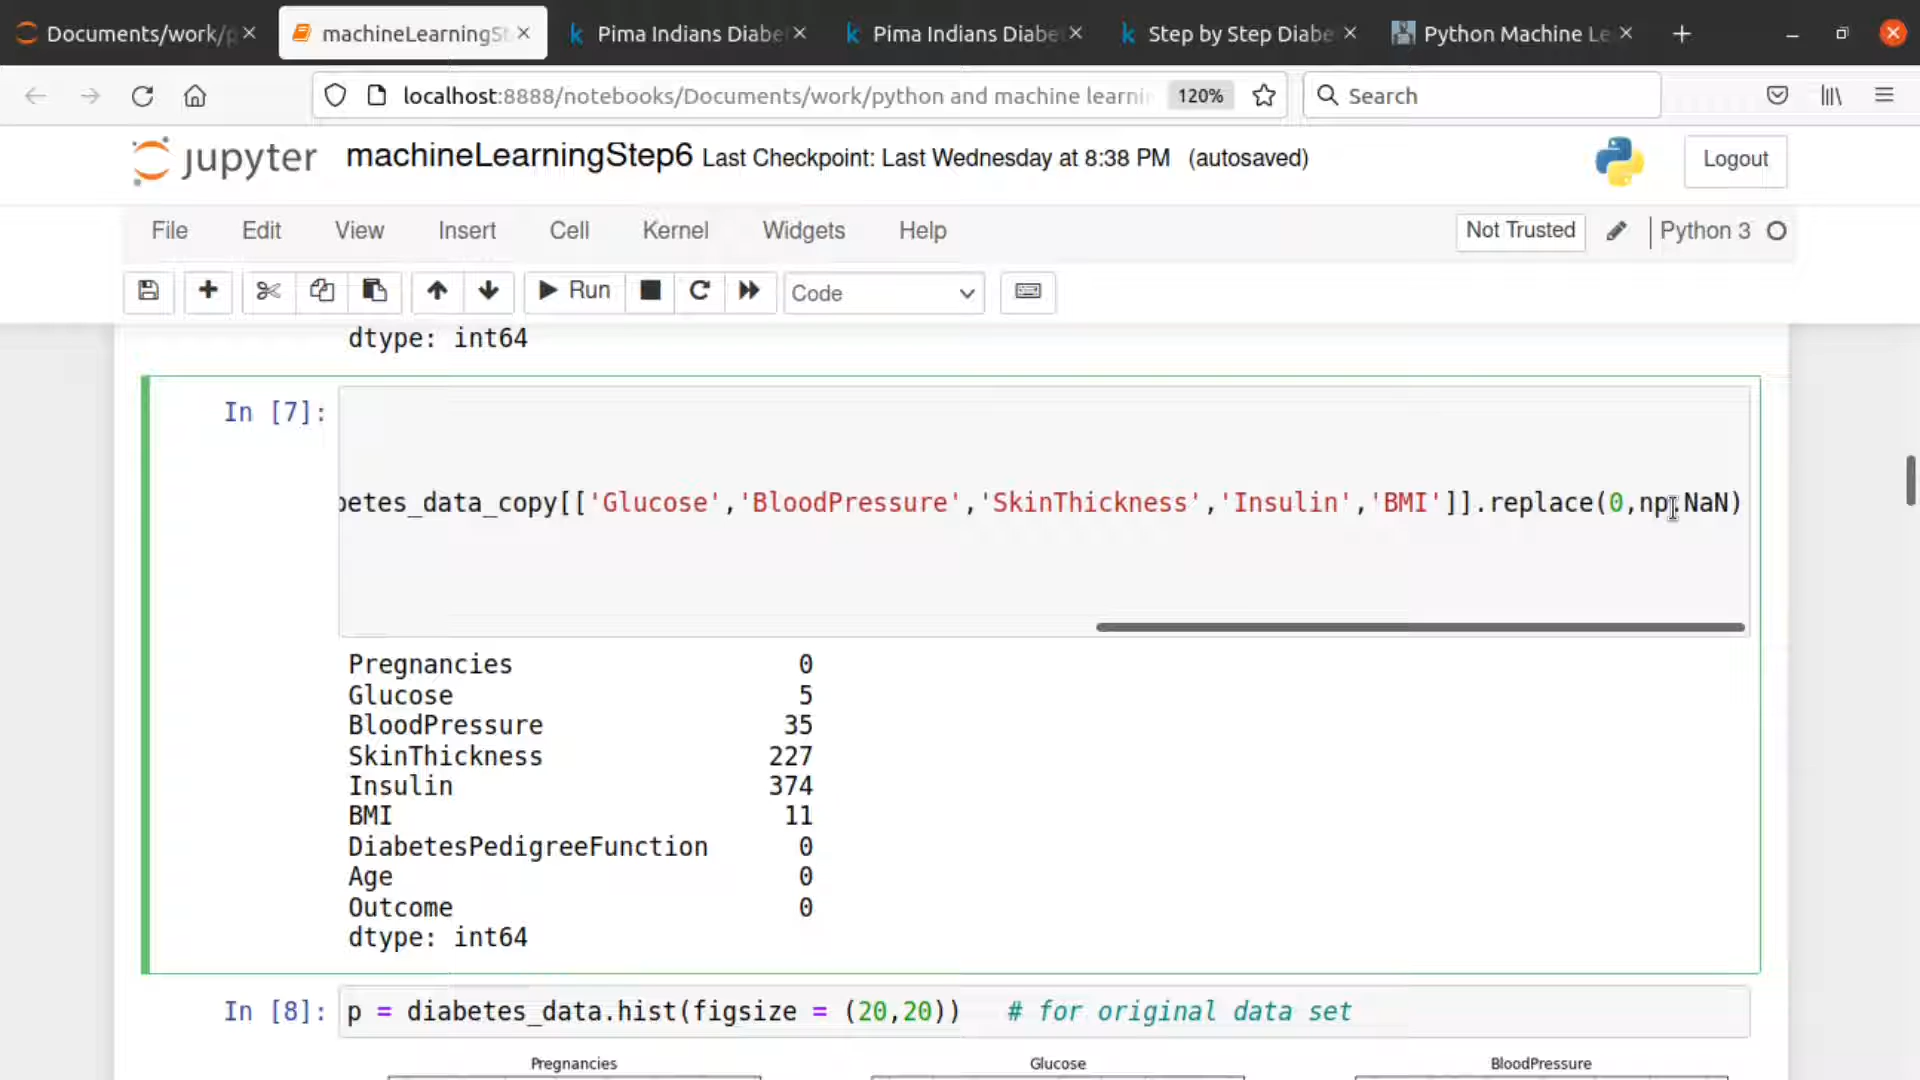 Documents/work/p
machineLearningSt
Pima Indians Diabe
Pima Indians Diabe
Step by Step Diabe
Python Machine Le
localhost:8888/notebooks/Documents/work/python and machine learnin
120%
Search
jupyter
machineLearningStep6 Last Checkpoint: Last Wednesday at 8:38 PM (autosaved)
Logout
File Edit View Insert Cell Kernel Widgets Help
Not Trusted
Python 3
Run
Code
dtype: int64
In [7]:
betes_data_copy[['Glucose','BloodPressure','SkinThickness','Insulin','BMI']].replace(0,np.NaN)
Pregnancies 0
Glucose 5
BloodPressure 35
SkinThickness 227
Insulin 374
BMI 11
DiabetesPedigreeFunction 0
Age 0
Outcome 0
dtype: int64
In [8]: p = diabetes_data.hist(figsize = (20,20)) # for original data set
Pregnancies Glucose BloodPressure